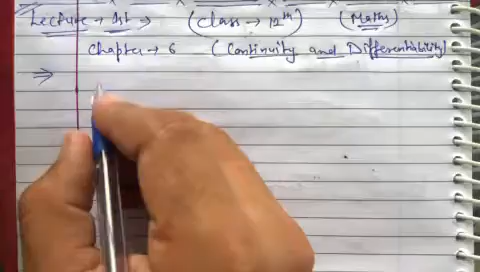 Lecture → 1st → (Class → 12th) (Maths)
Chapter → 6 (Continuity and Differentiability)
⇒